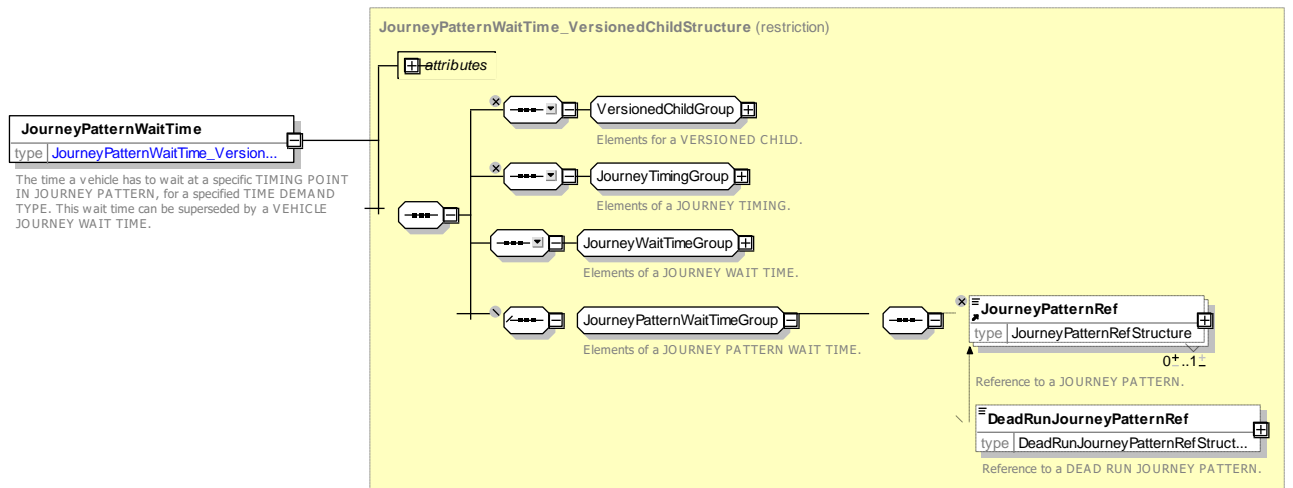 JourneyPatternWaitTime_VersionedChildStructure (restriction)
attributes
VersionedChildGroup
Elements for a VERSIONED CHILD.
JourneyPatternWaitTime
type JourneyPatternWaitTime_Version...
The time a vehicle has to wait at a specific TIMING POINT
IN JOURNEY PATTERN, for a specified TIME DEMAND
TYPE. This wait time can be superseded by a VEHICLE
JOURNEY WAIT TIME.
JourneyTimingGroup
Elements of a JOURNEY TIMING.
JourneyWaitTimeGroup
Elements of a JOURNEY WAIT TIME.
JourneyPatternWaitTimeGroup
Elements of a JOURNEY PATTERN WAIT TIME.
JourneyPatternRef
type JourneyPatternRefStructure
0±..1±
Reference to a JOURNEY PATTERN.
DeadRunJourneyPatternRef
type DeadRunJourneyPatternRefStruct...
Reference to a DEAD RUN JOURNEY PATTERN.